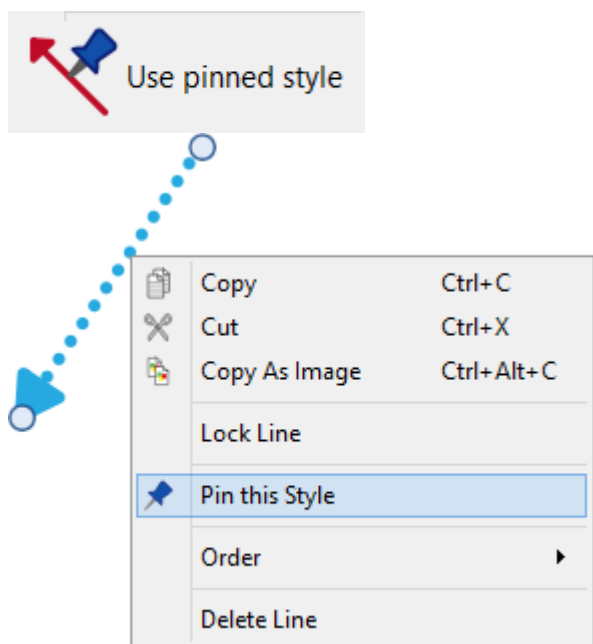 Use pinned style
Copy Ctrl+C
Cut Ctrl+X
Copy As Image Ctrl+Alt+C
Lock Line
Pin this Style
Order
Delete Line